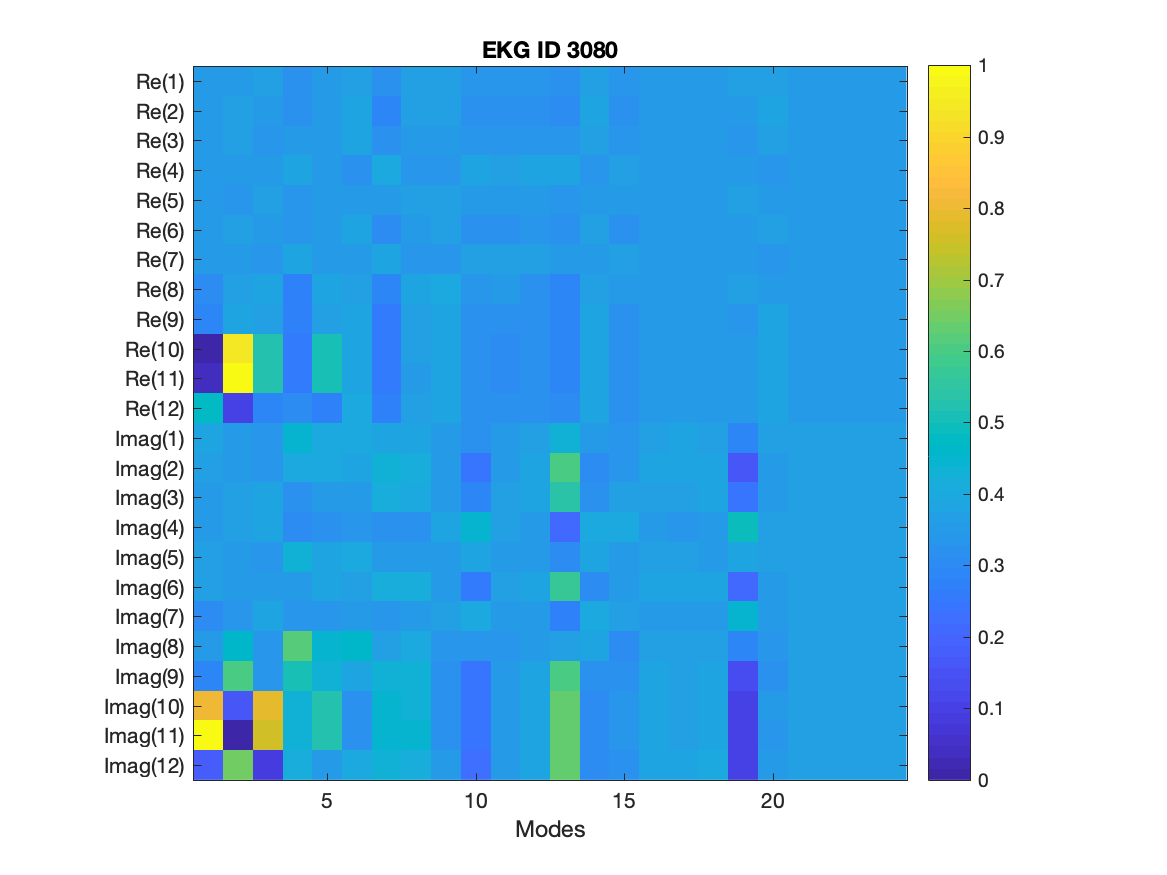 EKG ID 3080
Re(1)
Re(2)
Re(3)
Re(4)
Re(5)
Re(6)
Re(7)
Re(8)
Re(9)
Re(10)
Re(11)
Re(12)
Imag(1)
Imag(2)
Imag(3)
Imag(4)
Imag(5)
Imag(6)
Imag(7)
Imag(8)
Imag(9)
Imag(10)
Imag(11)
Imag(12)
5 10 15 20
Modes
1
0.9
0.8
0.7
0.6
0.5
0.4
0.3
0.2
0.1
0